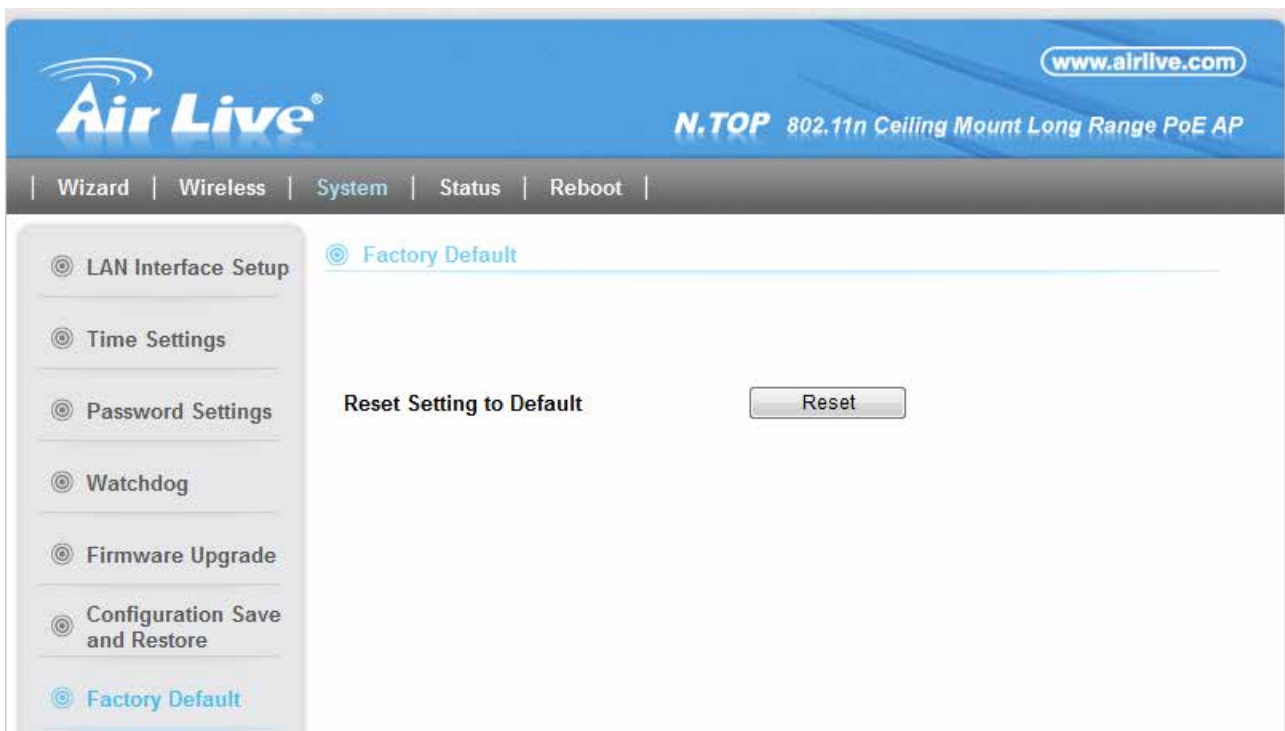 www.airlive.com
Air Live®
N.TOP 802.11n Ceiling Mount Long Range PoE AP
| Wizard | Wireless | System | Status | Reboot |
LAN Interface Setup
Time Settings
Password Settings
Watchdog
Firmware Upgrade
Configuration Save
and Restore
Factory Default
Factory Default
Reset Setting to Default Reset